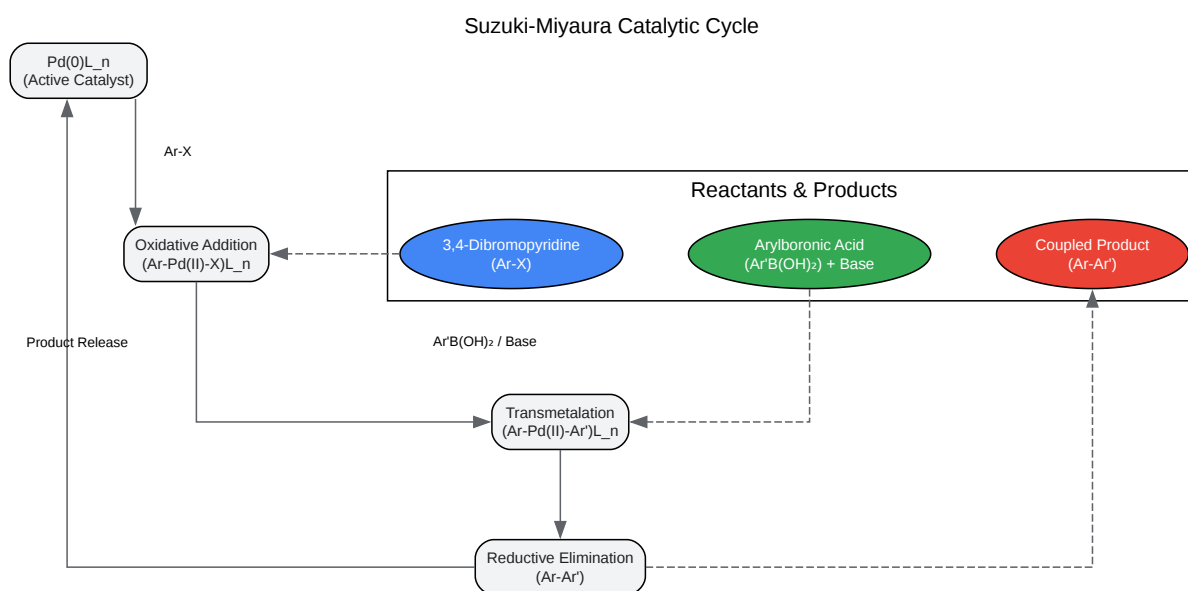 Suzuki-Miyaura Catalytic Cycle
Pd(0)L_n
(Active Catalyst)
Ar-X
Reactants & Products
3,4-Dibromopyridine
(Ar-X)
Arylboronic Acid
(Ar'B(OH)₂) + Base
Coupled Product
(Ar-Ar')
Oxidative Addition
(Ar-Pd(II)-X)L_n
Product Release
Ar'B(OH)₂ / Base
Transmetalation
(Ar-Pd(II)-Ar')L_n
Reductive Elimination
(Ar-Ar')